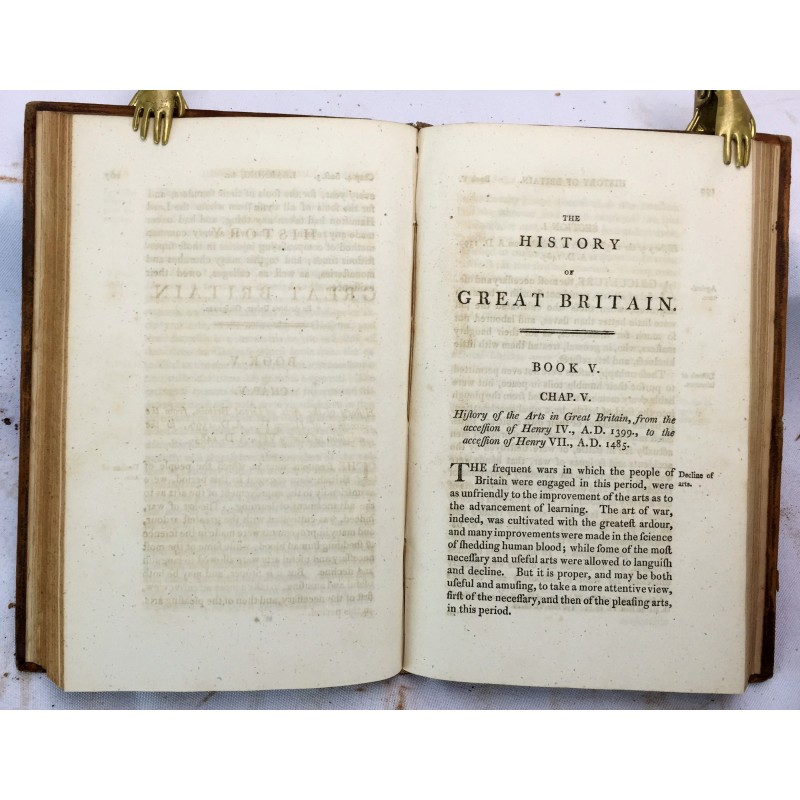 THE
HISTORY
OF
GREAT BRITAIN.
BOOK V.
CHAP. V.
Hiſtory of the Arts in Great Britain, from the
acceſſion of Henry IV., A.D. 1399., to the
acceſſion of Henry VII., A.D. 1485.
THE frequent wars in which the people of
Britain were engaged in this period, were
Decline of
arts.
as unfriendly to the improvement of the arts as to
the advancement of learning. The art of war,
indeed, was cultivated with the greateſt ardour,
and many improvements were made in the ſcience
of ſhedding human blood; while ſome of the moſt
neceſſary and uſeful arts were allowed to languiſh
and decline. But it is proper, and may be both
uſeful and amuſing, to take a more attentive view,
firſt of the neceſſary, and then of the pleaſing arts,
in this period.